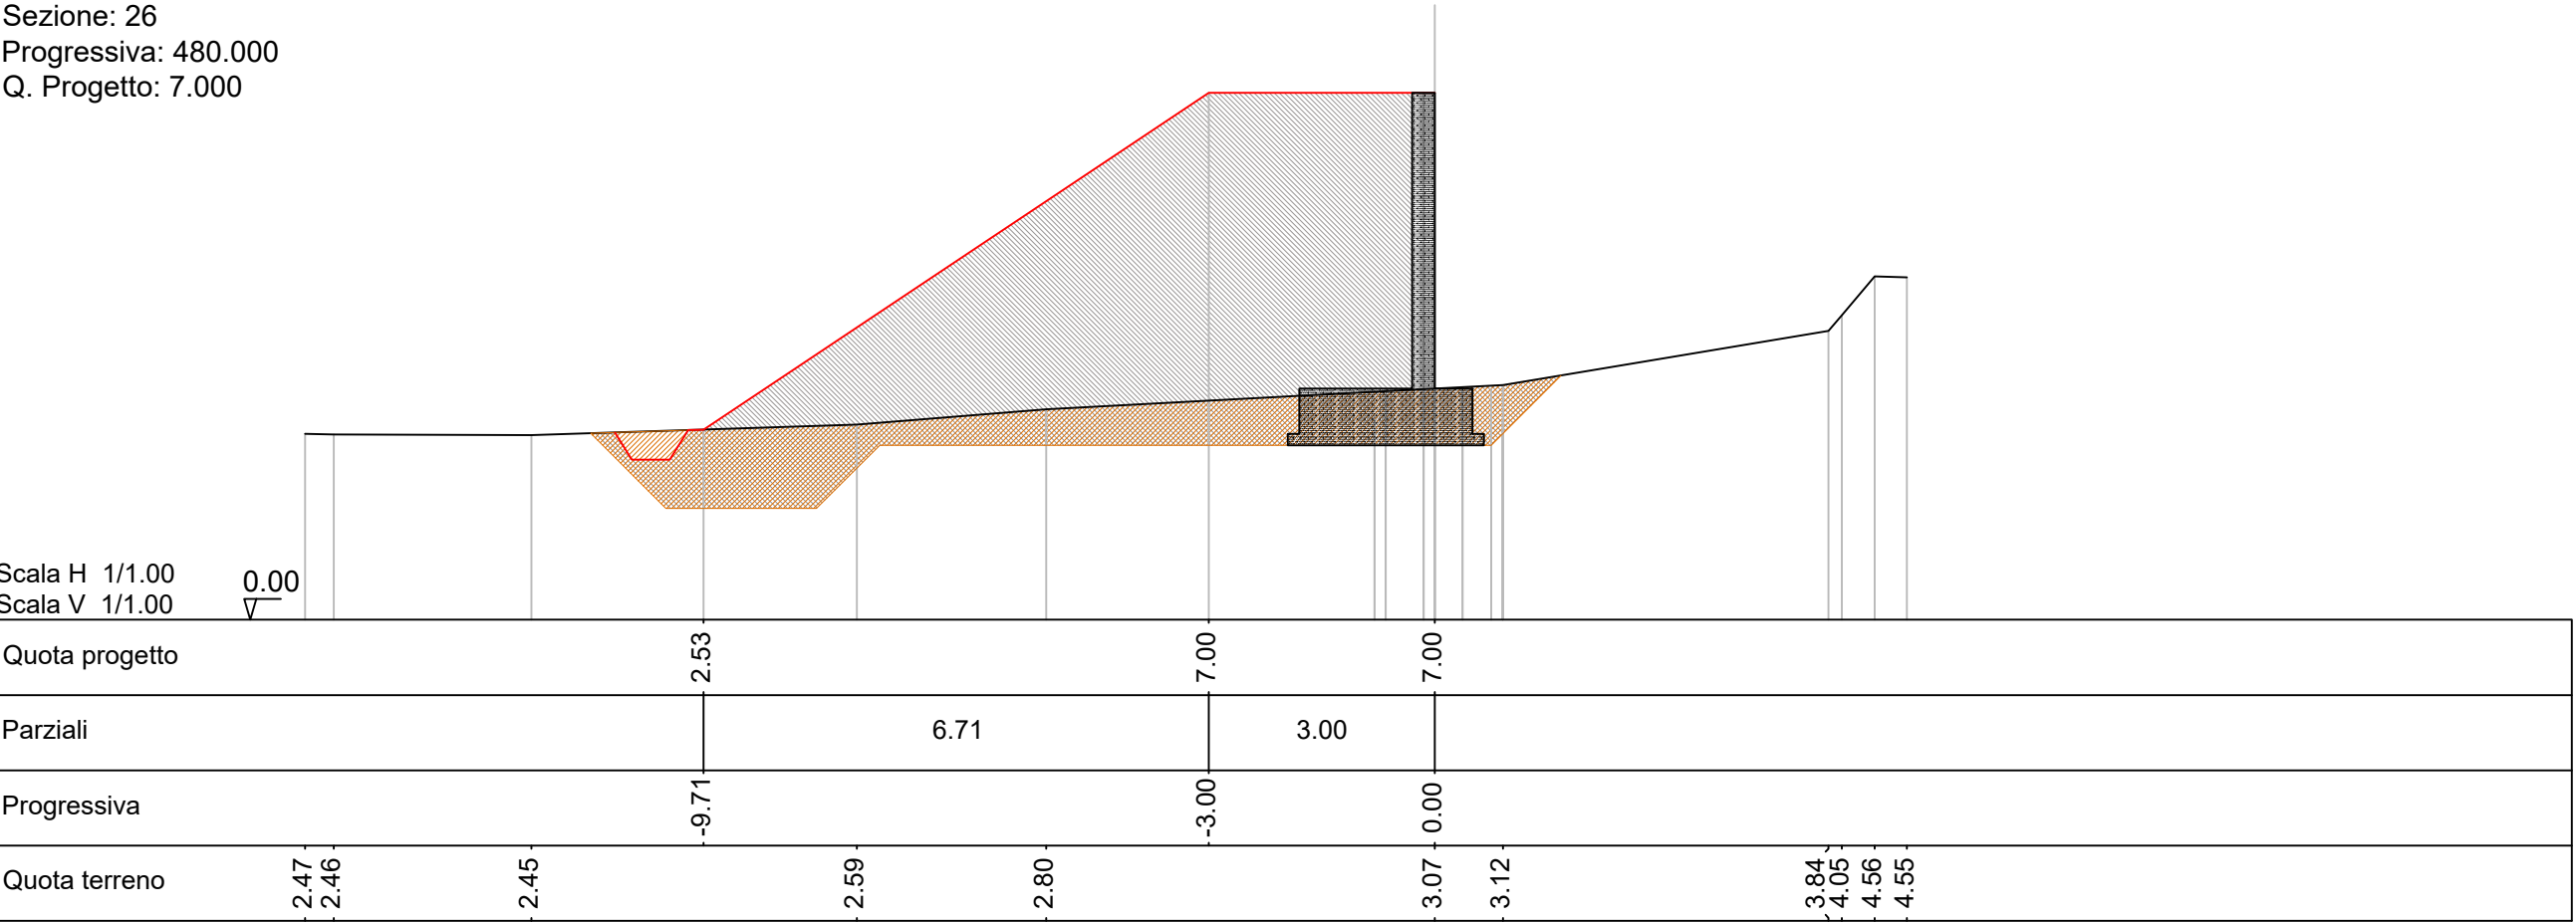 Sezione: 26
Progressiva: 480.000
Q. Progetto: 7.000
Scala H 1/1.00
Scala V 1/1.00
0.00
Quota progetto 2.53 7.00 7.00
Parziali 6.71 3.00
Progressiva -9.71 -3.00 0.00
Quota terreno 2.47 2.46 2.45 2.59 2.80 3.07 3.12 3.84 4.05 4.56 4.55